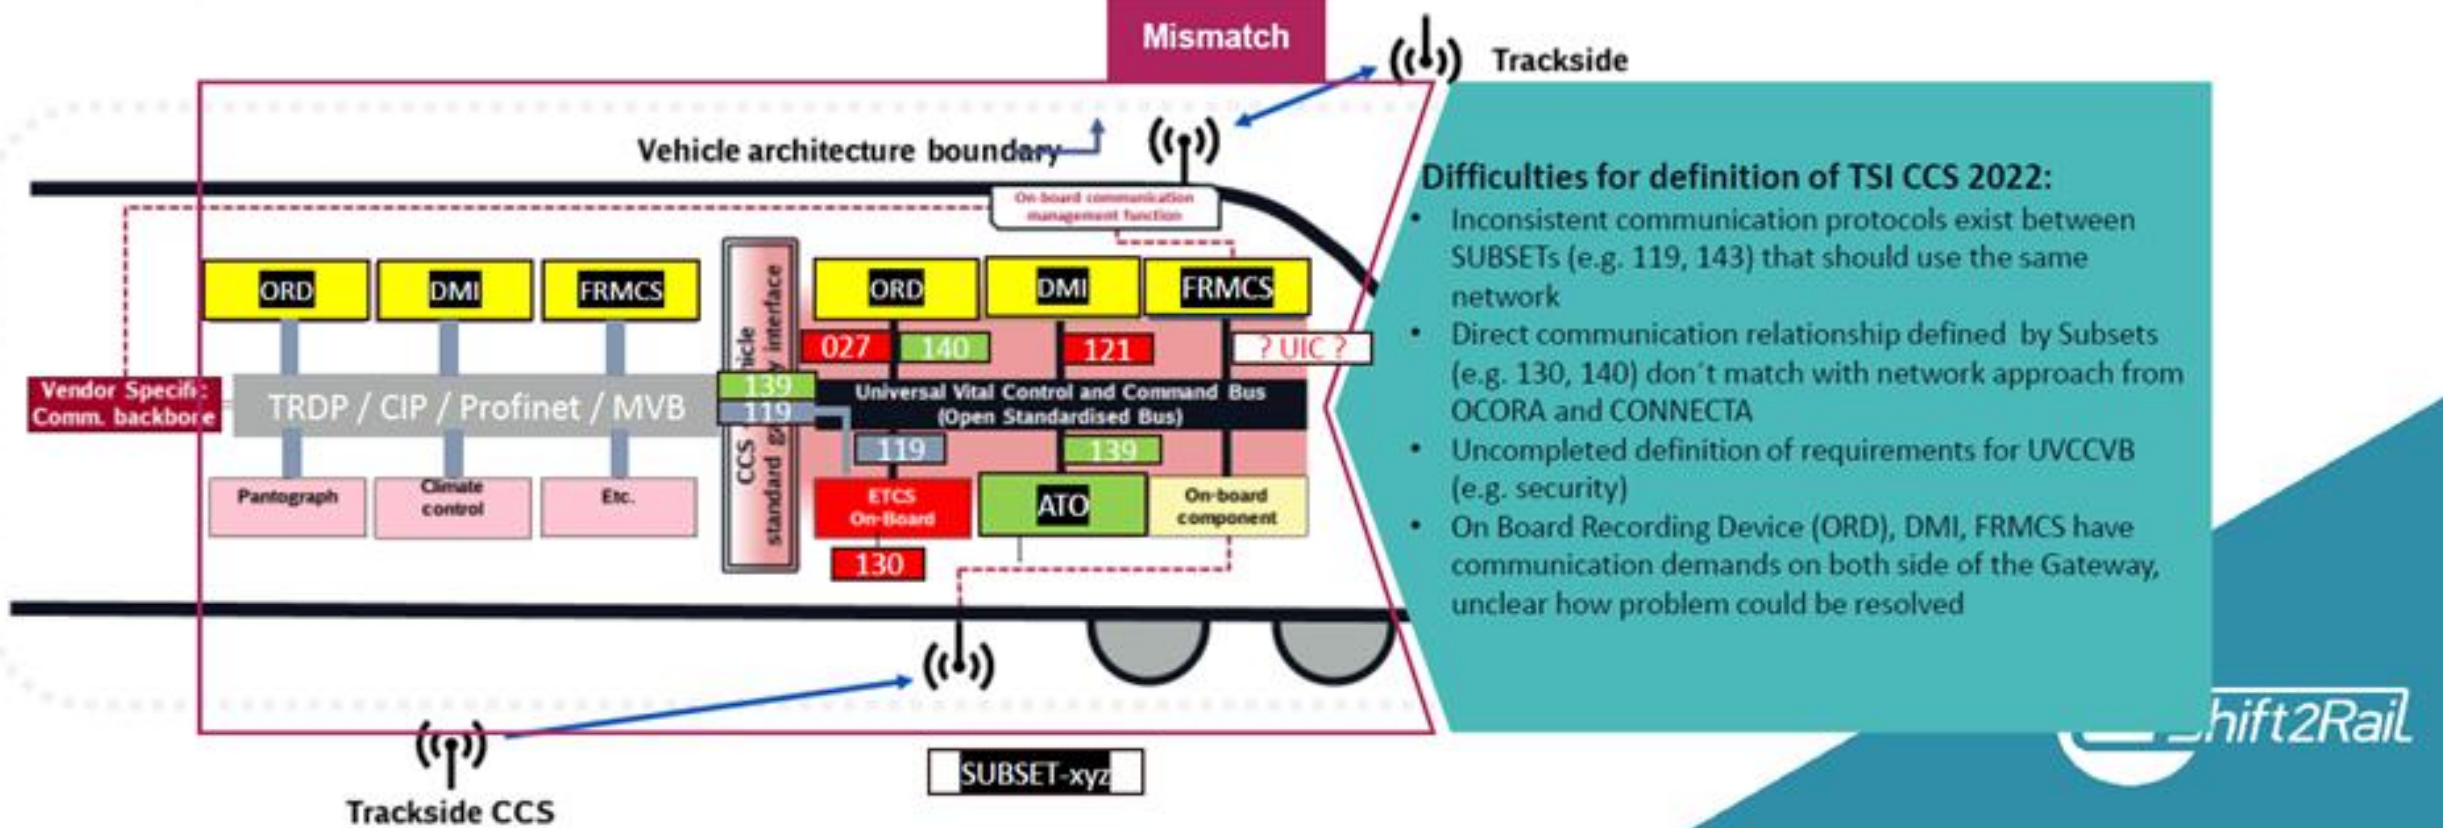 Mismatch
Trackside
Vehicle architecture boundary
On-board communication
management function
ORD
DMI
FRMCS
ORD
DMI
FRMCS
027
140
121
? UIC ?
Vendor Specific
Comm. backbone
TRDP / CIP / Profinet / MVB
139
119
CCS
standard
interface
Universal Vital Control and Command Bus
(Open Standardised Bus)
119
139
Pantograph
Climate
control
Etc.
ETCS
On-Board
ATO
On-board
component
130
Trackside CCS
SUBSET-xyz
Difficulties for definition of TSI CCS 2022:
• Inconsistent communication protocols exist between
SUBSETs (e.g. 119, 143) that should use the same
network
• Direct communication relationship defined by Subsets
(e.g. 130, 140) don´t match with network approach from
OCORA and CONNECTA
• Uncompleted definition of requirements for UVCCVB
(e.g. security)
• On Board Recording Device (ORD), DMI, FRMCS have
communication demands on both side of the Gateway,
unclear how problem could be resolved
hift2Rail